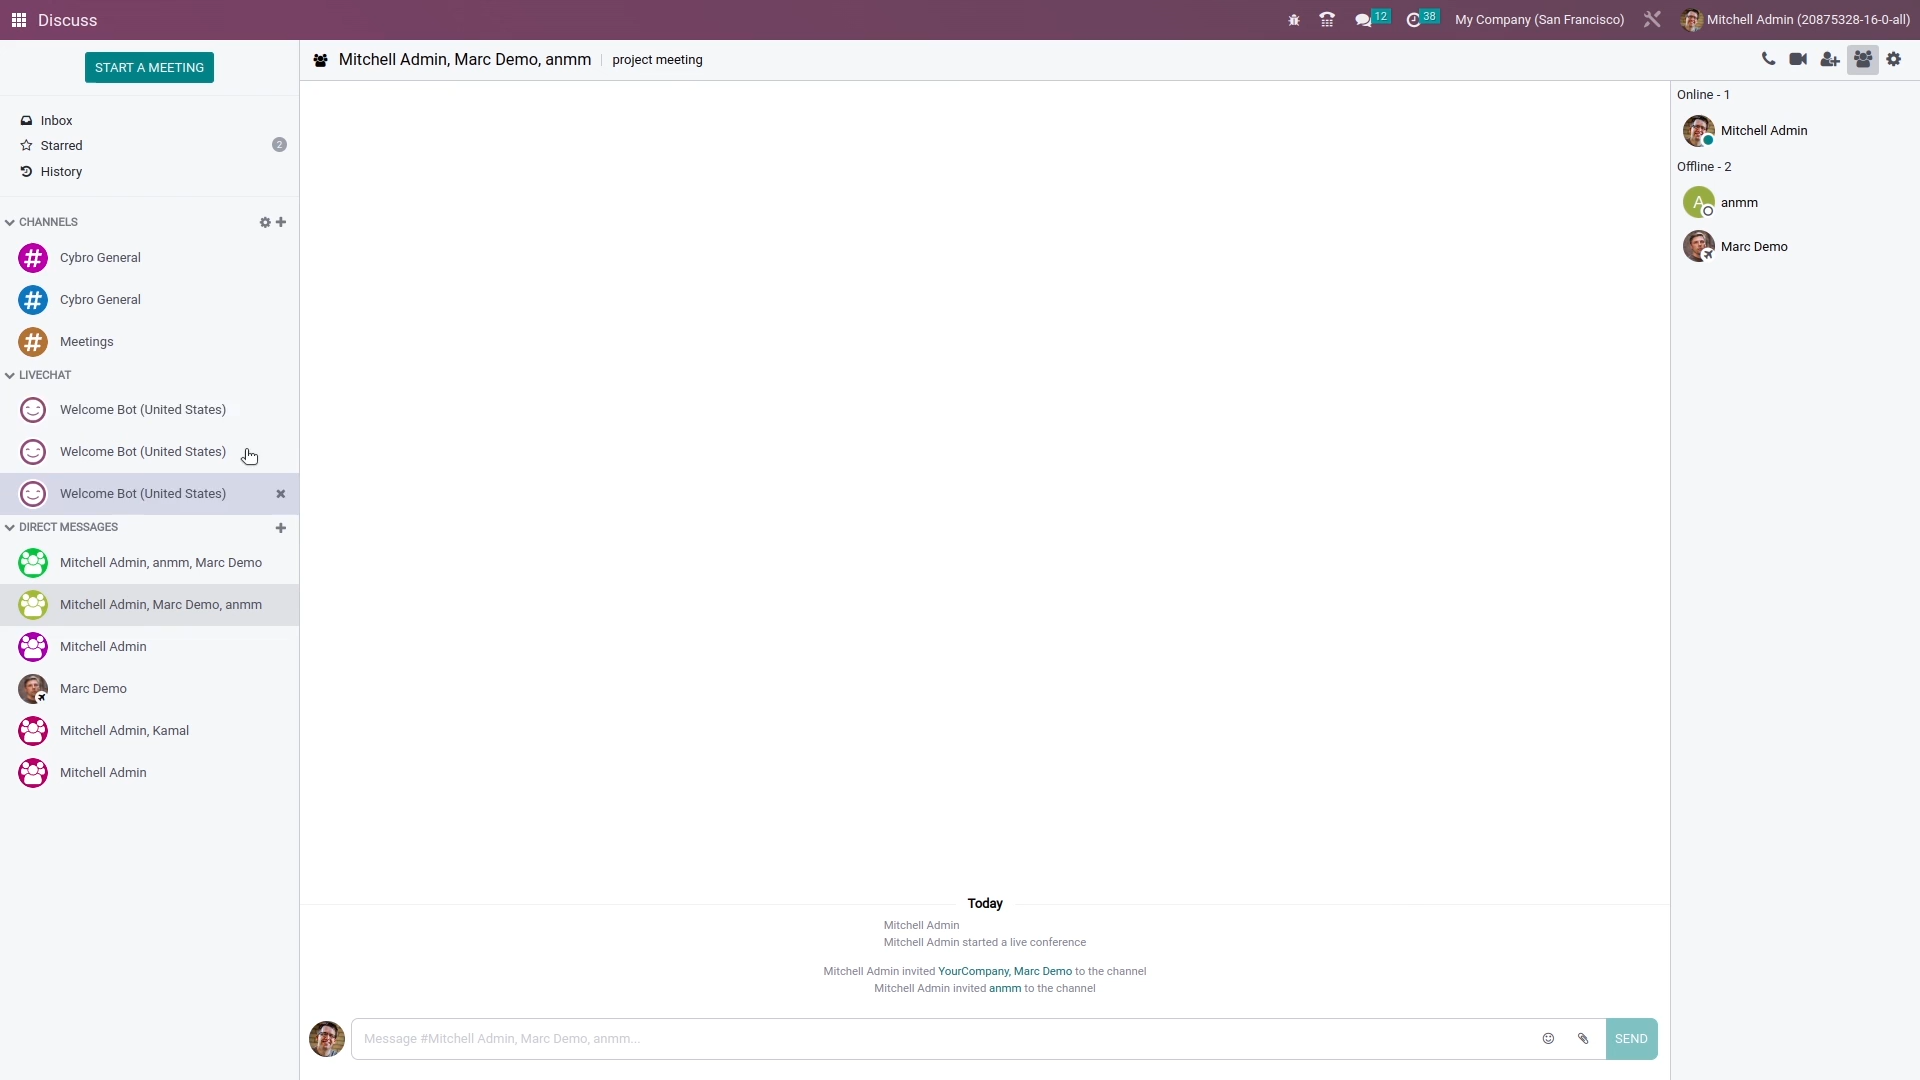 Discuss
12
38
My Company (San Francisco)
Mitchell Admin (20875328-16-0-all)
START A MEETING
Inbox
Starred
2
History
CHANNELS
Cybro General
Cybro General
Meetings
LIVECHAT
Welcome Bot (United States)
Welcome Bot (United States)
Welcome Bot (United States)
DIRECT MESSAGES
Mitchell Admin, anmm, Marc Demo
Mitchell Admin, Marc Demo, anmm
Mitchell Admin
Marc Demo
Mitchell Admin, Kamal
Mitchell Admin
Mitchell Admin, Marc Demo, anmm
project meeting
Today
Mitchell Admin
Mitchell Admin started a live conference
Mitchell Admin invited YourCompany, Marc Demo to the channel
Mitchell Admin invited anmm to the channel
Message #Mitchell Admin, Marc Demo, anmm...
SEND
Online - 1
Mitchell Admin
Offline - 2
A
anmm
Marc Demo